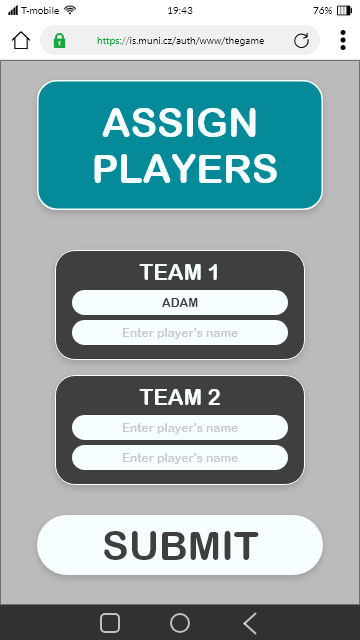 T-mobile 19:43 76%
https://is.muni.cz/auth/www/thegame
ASSIGN
PLAYERS
TEAM 1
ADAM
Enter player's name
TEAM 2
Enter player's name
Enter player's name
SUBMIT